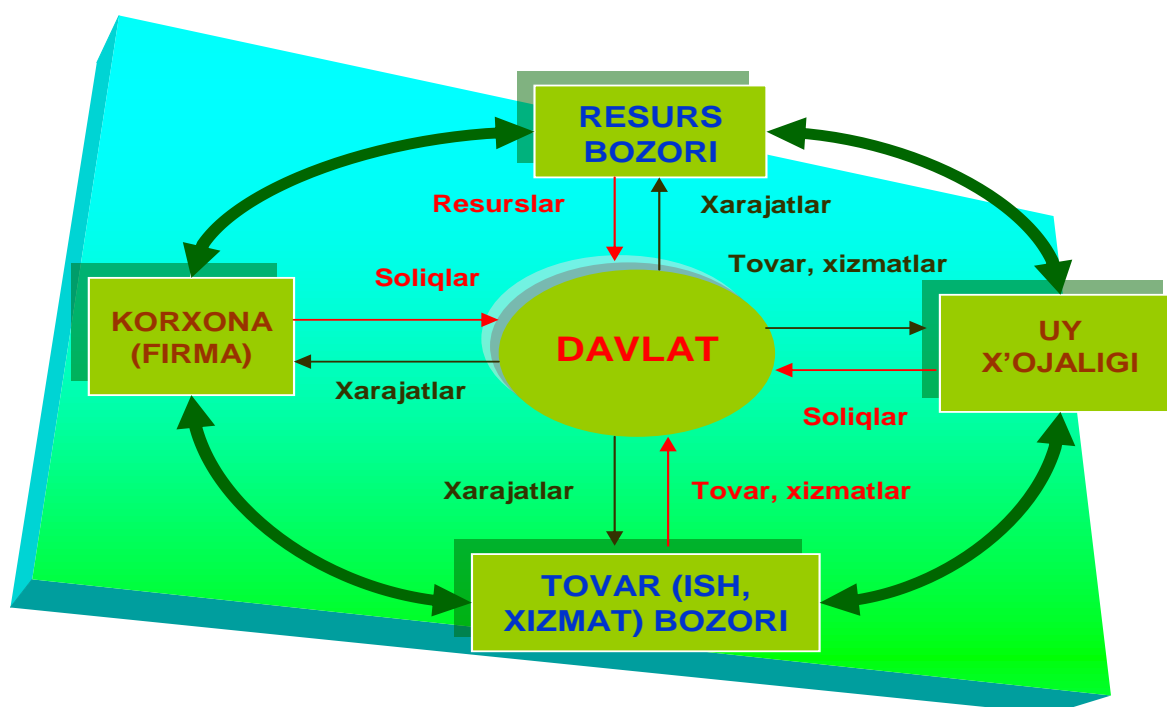 RESURS
BOZORI
Resurslar
Xarajatlar
Tovar, xizmatlar
Soliqlar
KORXONA
(FIRMA)
DAVLAT
UY
X’OJALIGI
Xarajatlar
Soliqlar
Xarajatlar
Tovar, xizmatlar
TOVAR (ISH,
XIZMAT) BOZORI